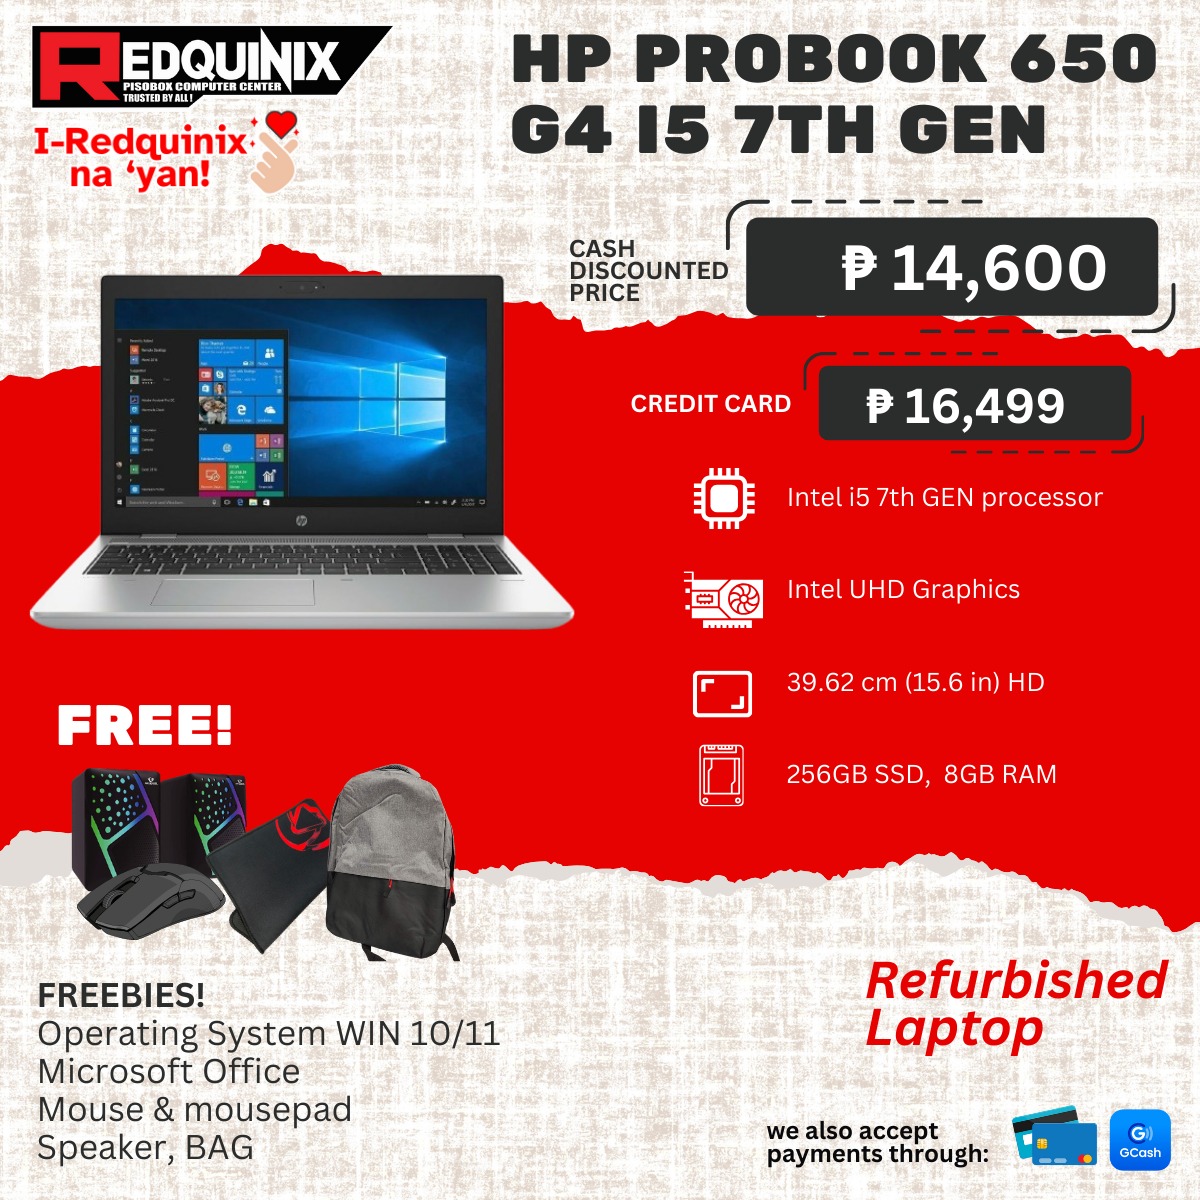 REDQUINIX
PISOBOX COMPUTER CENTER
TRUSTED BY ALL !
I-Redquinix
na ‘yan!
HP PROBOOK 650
G4 I5 7TH GEN
CASH
DISCOUNTED
PRICE
₱ 14,600
CREDIT CARD
₱ 16,499
Intel i5 7th GEN processor
Intel UHD Graphics
39.62 cm (15.6 in) HD
256GB SSD, 8GB RAM
hp
FREE!
FREEBIES!
Operating System WIN 10/11
Microsoft Office
Mouse & mousepad
Speaker, BAG
Refurbished
Laptop
we also accept
payments through:
G
GCash